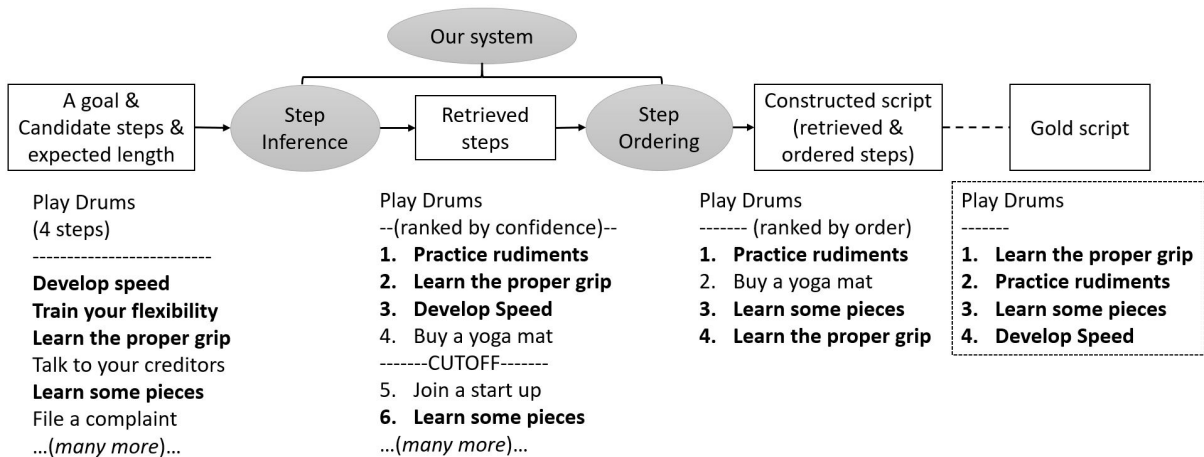 Our system
A goal &
Candidate steps &
expected length
Step
Inference
Retrieved
steps
Step
Ordering
Constructed script
(retrieved &
ordered steps)
Gold script
Play Drums
(4 steps)
--------------------------
Develop speed
Train your flexibility
Learn the proper grip
Talk to your creditors
Learn some pieces
File a complaint
...(many more)...
Play Drums
--(ranked by confidence)--
1. Practice rudiments
2. Learn the proper grip
3. Develop Speed
4. Buy a yoga mat
-------CUTOFF-------
5. Join a start up
6. Learn some pieces
...(many more)...
Play Drums
------- (ranked by order)
1. Practice rudiments
2. Buy a yoga mat
3. Learn some pieces
4. Learn the proper grip
Play Drums
-------
1. Learn the proper grip
2. Practice rudiments
3. Learn some pieces
4. Develop Speed